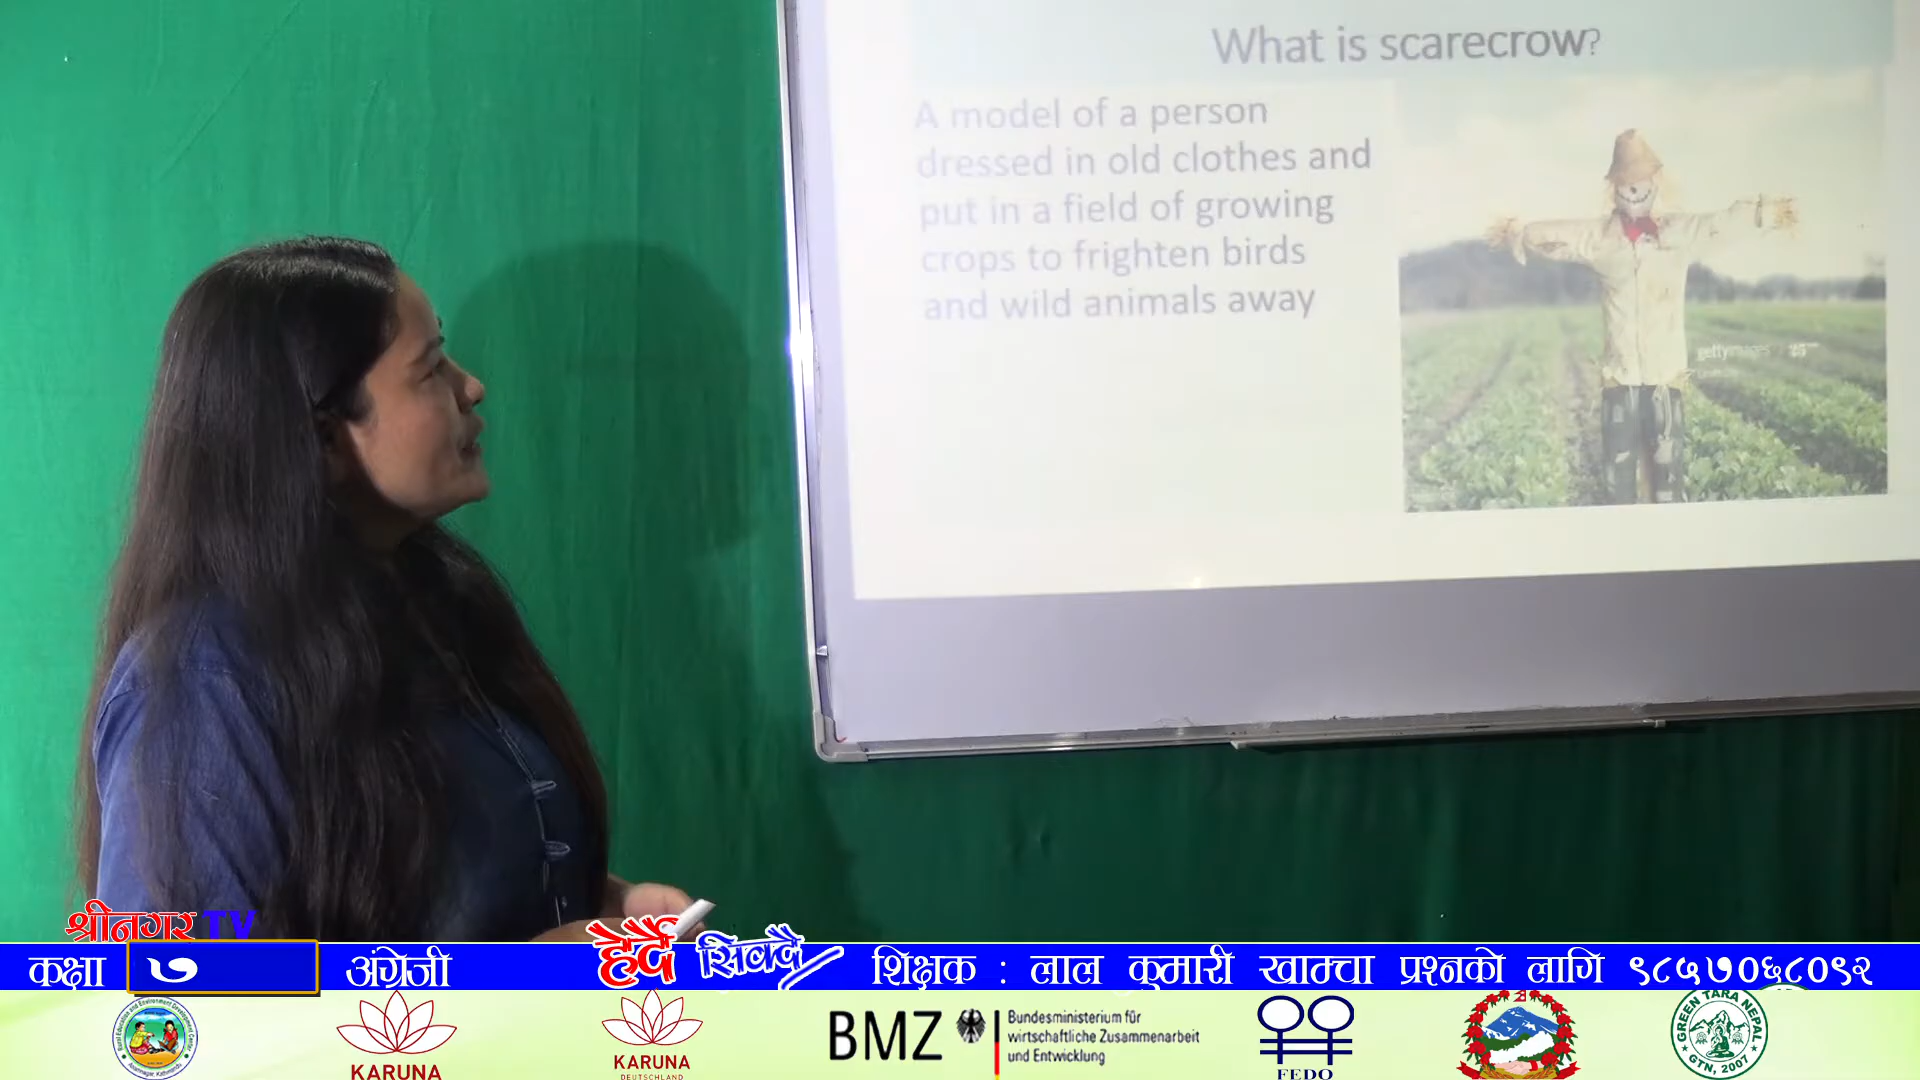 What is scarecrow?
A model of a person
dressed in old clothes and
put in a field of growing
crops to frighten birds
and wild animals away
gettyimages
श्रीनगर TV
कक्षा ७ अंग्रेजी हेर्दै सिक्दै शिक्षक : लाल कुमारी खाम्चा प्रश्नको लागि ९८५७०६८०९२
KARUNA
KARUNA
DEUTSCHLAND
BMZ
Bundesministerium für
wirtschaftliche Zusammenarbeit
und Entwicklung
FEDO
GREEN TARA NEPAL
GTN, 2007